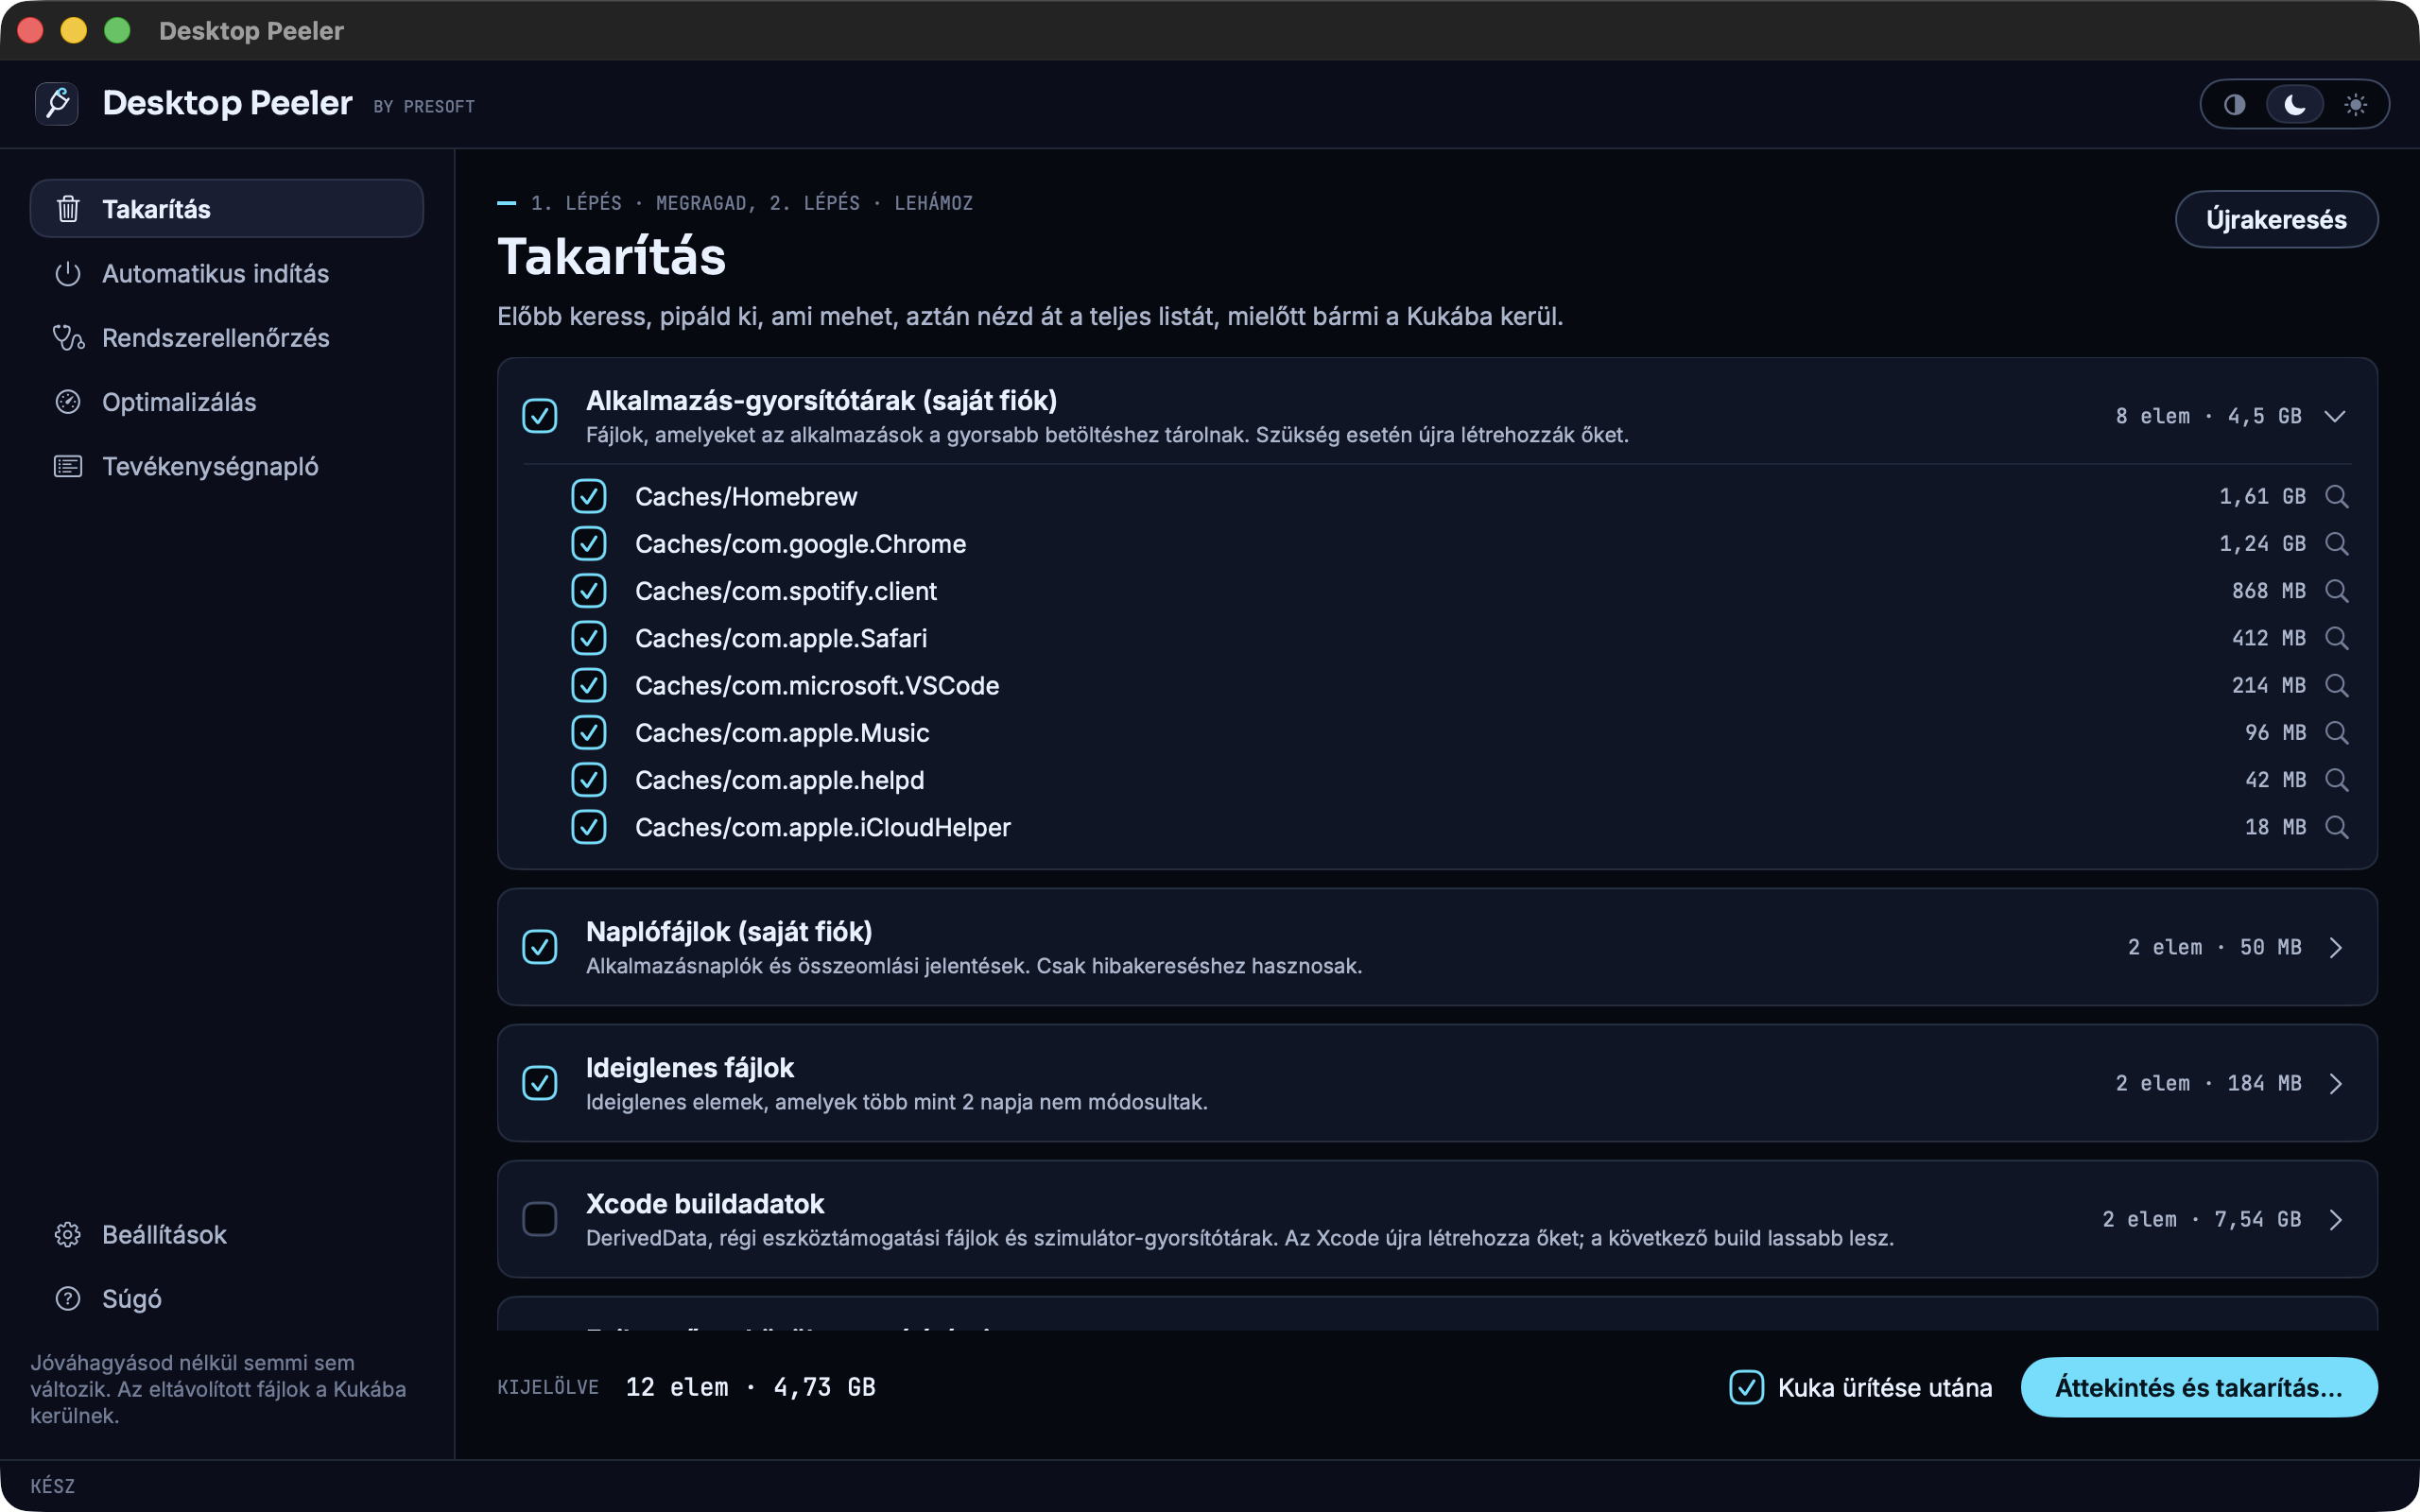 Desktop Peeler
Desktop Peeler BY PRESOFT
Takarítás
Automatikus indítás
Rendszerellenőrzés
Optimalizálás
Tevékenységnapló
Beállítások
Súgó
Jóváhagyásod nélkül semmi sem
változik. Az eltávolított fájlok a Kukába
kerülnek.
1. LÉPÉS · MEGRAGAD, 2. LÉPÉS · LEHÁMOZ
Takarítás
Újrakeresés
Előbb keress, pipáld ki, ami mehet, aztán nézd át a teljes listát, mielőtt bármi a Kukába kerül.
Alkalmazás-gyorsítótárak (saját fiók)
Fájlok, amelyeket az alkalmazások a gyorsabb betöltéshez tárolnak. Szükség esetén újra létrehozzák őket.
8 elem · 4,5 GB
Caches/Homebrew 1,61 GB
Caches/com.google.Chrome 1,24 GB
Caches/com.spotify.client 868 MB
Caches/com.apple.Safari 412 MB
Caches/com.microsoft.VSCode 214 MB
Caches/com.apple.Music 96 MB
Caches/com.apple.helpd 42 MB
Caches/com.apple.iCloudHelper 18 MB
Naplófájlok (saját fiók)
Alkalmazásnaplók és összeomlási jelentések. Csak hibakereséshez hasznosak.
2 elem · 50 MB
Ideiglenes fájlok
Ideiglenes elemek, amelyek több mint 2 napja nem módosultak.
2 elem · 184 MB
Xcode buildadatok
DerivedData, régi eszköztámogatási fájlok és szimulátor-gyorsítótárak. Az Xcode újra létrehozza őket; a következő build lassabb lesz.
2 elem · 7,54 GB
KIJELÖLVE 12 elem · 4,73 GB
Kuka ürítése utána
Áttekintés és takarítás...
KÉSZ